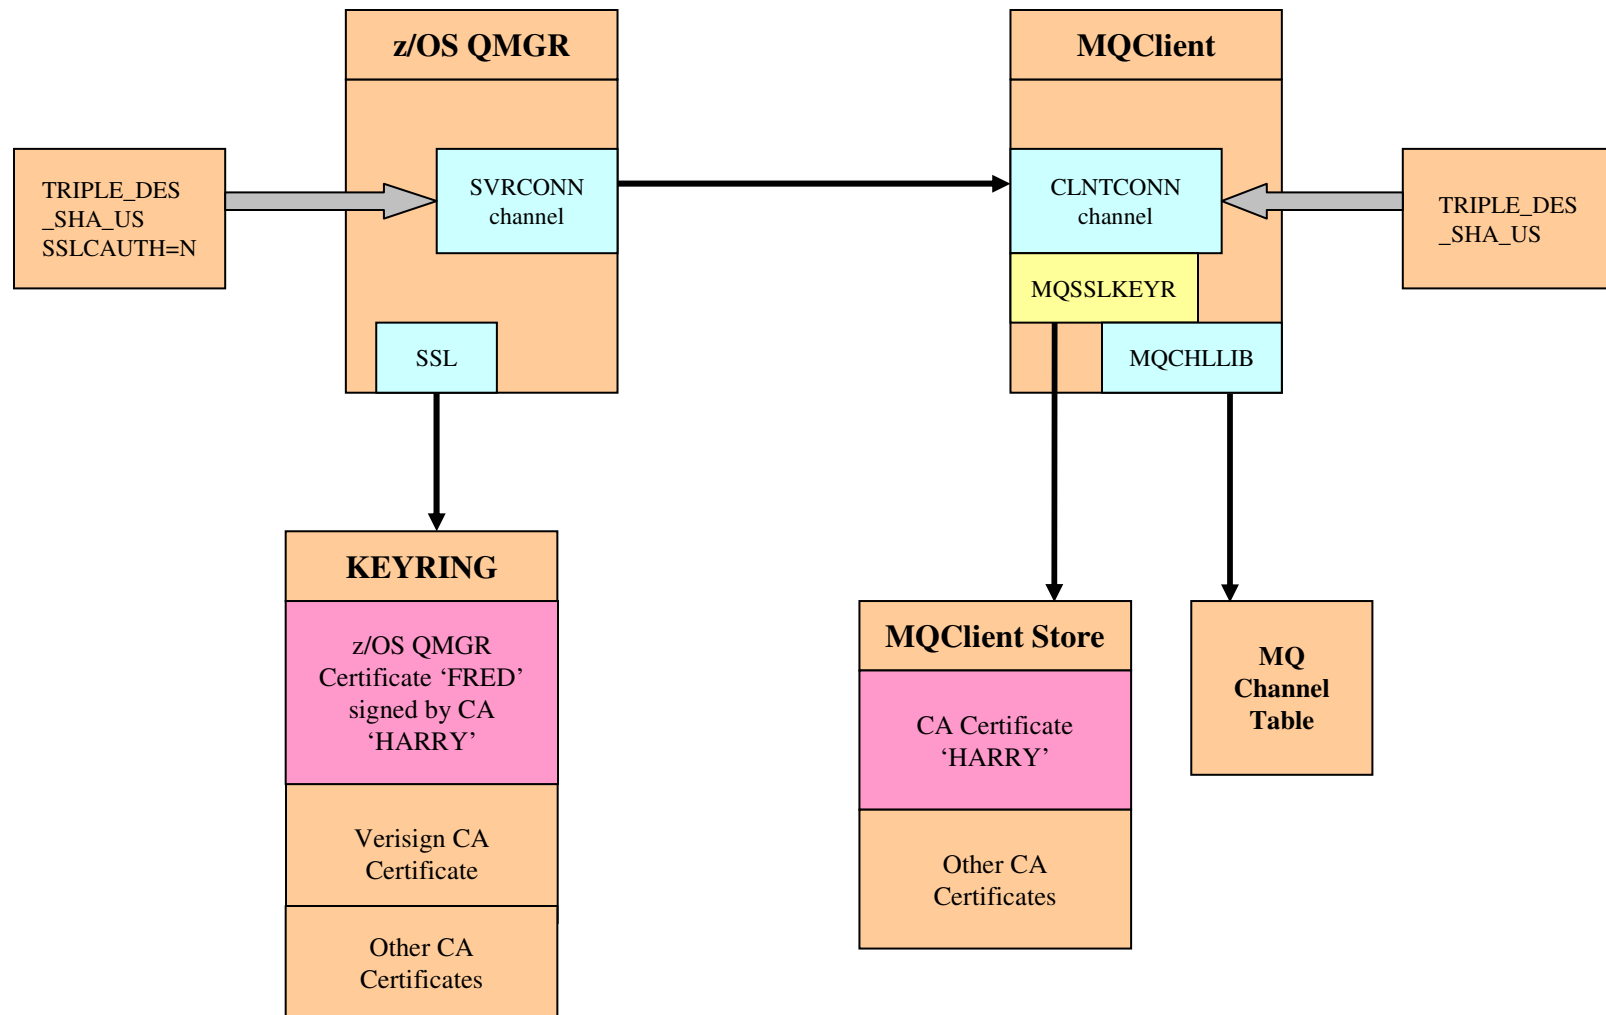 z/OS QMGR
MQClient
TRIPLE_DES
_SHA_US
SSLCAUTH=N
SVRCONN
channel
CLNTCONN
channel
TRIPLE_DES
_SHA_US
MQSSLKEYR
SSL
MQCHLLIB
KEYRING
z/OS QMGR
Certificate ‘FRED’
signed by CA
‘HARRY’
Verisign CA
Certificate
Other CA
Certificates
MQClient Store
CA Certificate
‘HARRY’
Other CA
Certificates
MQ
Channel
Table